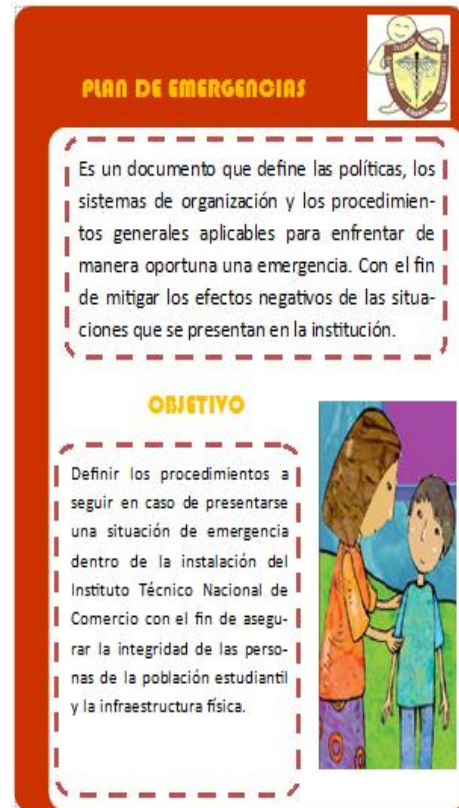 PLAN DE EMERGENCIAS
Es un documento que define las políticas, los
sistemas de organización y los procedimien-
tos generales aplicables para enfrentar de
manera oportuna una emergencia. Con el fin
de mitigar los efectos negativos de las situa-
ciones que se presentan en la institución.
OBJETIVO
Definir los procedimientos a
seguir en caso de presentarse
una situación de emergencia
dentro de la instalación del
Instituto Técnico Nacional de
Comercio con el fin de asegu-
rar la integridad de las perso-
nas de la población estudiantil
y la infraestructura física.